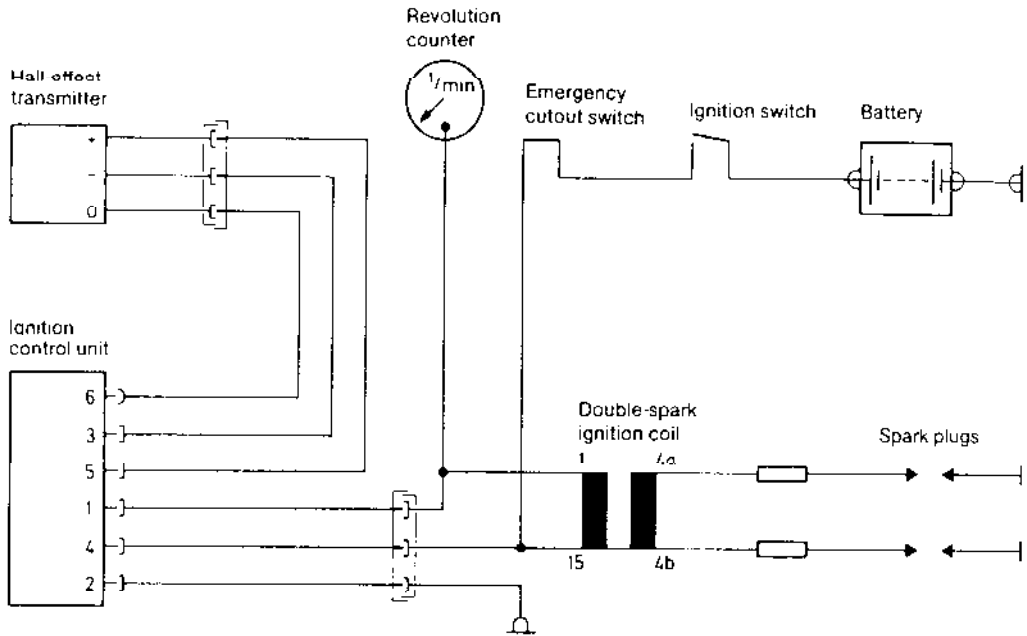 Revolution
counter
1/min
Hall effect
transmitter
+
−
0
Emergency
cutout switch
Ignition switch
Battery
Ignition
control unit
6
3
5
1
4
2
Double-spark
ignition coil
1
4a
15
4b
Spark plugs